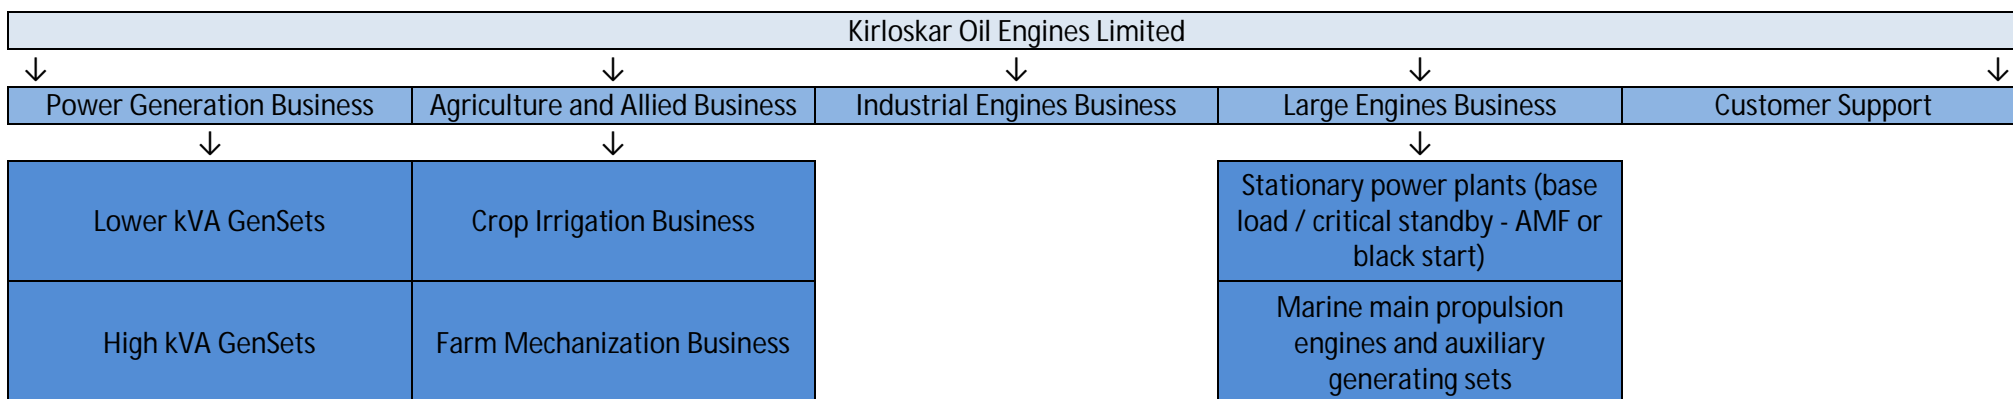 Kirloskar Oil Engines Limited
↓ ↓ ↓ ↓ ↓
Power Generation Business Agriculture and Allied Business Industrial Engines Business Large Engines Business Customer Support
↓ ↓ ↓
Lower kVA GenSets
Crop Irrigation Business
Stationary power plants (base
load / critical standby - AMF or
black start)
High kVA GenSets
Farm Mechanization Business
Marine main propulsion
engines and auxiliary
generating sets